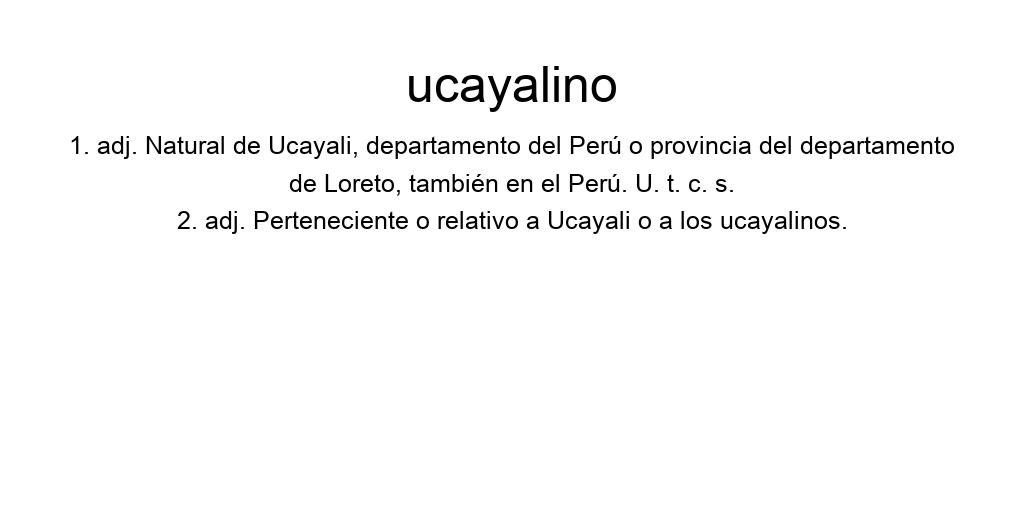 ucayalino
1. adj. Natural de Ucayali, departamento del Perú o provincia del departamento
de Loreto, también en el Perú. U. t. c. s.
2. adj. Perteneciente o relativo a Ucayali o a los ucayalinos.